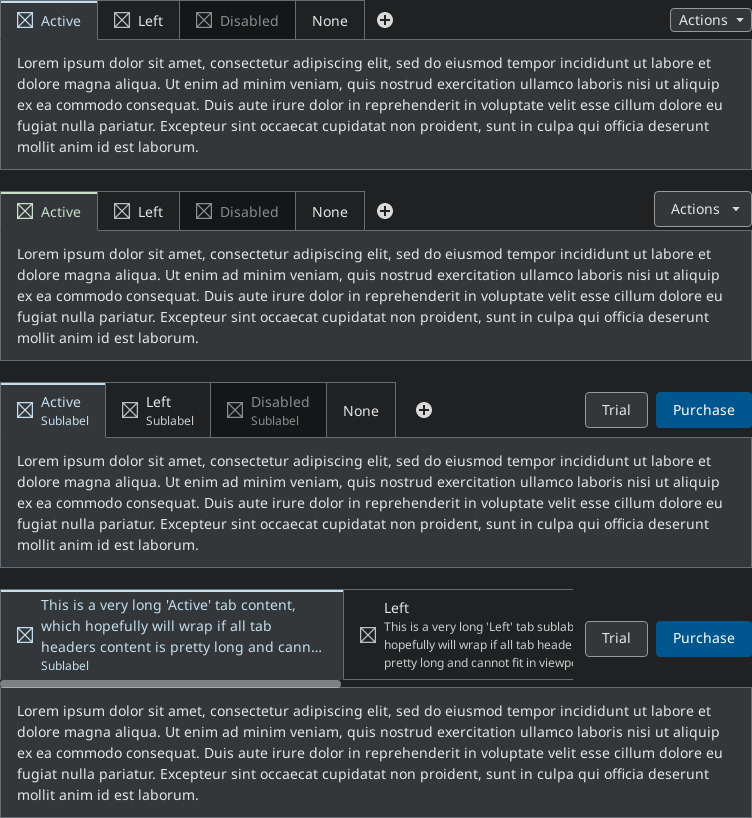 Active Left Disabled None Actions
Lorem ipsum dolor sit amet, consectetur adipiscing elit, sed do eiusmod tempor incididunt ut labore et
dolore magna aliqua. Ut enim ad minim veniam, quis nostrud exercitation ullamco laboris nisi ut aliquip
ex ea commodo consequat. Duis aute irure dolor in reprehenderit in voluptate velit esse cillum dolore eu
fugiat nulla pariatur. Excepteur sint occaecat cupidatat non proident, sunt in culpa qui officia deserunt
mollit anim id est laborum.
Active Left Disabled None Actions
Lorem ipsum dolor sit amet, consectetur adipiscing elit, sed do eiusmod tempor incididunt ut labore et
dolore magna aliqua. Ut enim ad minim veniam, quis nostrud exercitation ullamco laboris nisi ut aliquip
ex ea commodo consequat. Duis aute irure dolor in reprehenderit in voluptate velit esse cillum dolore eu
fugiat nulla pariatur. Excepteur sint occaecat cupidatat non proident, sunt in culpa qui officia deserunt
mollit anim id est laborum.
Active
Sublabel
Left
Sublabel
Disabled
Sublabel
None
Trial
Purchase
Lorem ipsum dolor sit amet, consectetur adipiscing elit, sed do eiusmod tempor incididunt ut labore et
dolore magna aliqua. Ut enim ad minim veniam, quis nostrud exercitation ullamco laboris nisi ut aliquip
ex ea commodo consequat. Duis aute irure dolor in reprehenderit in voluptate velit esse cillum dolore eu
fugiat nulla pariatur. Excepteur sint occaecat cupidatat non proident, sunt in culpa qui officia deserunt
mollit anim id est laborum.
This is a very long 'Active' tab content,
which hopefully will wrap if all tab
headers content is pretty long and cann...
Sublabel
Left
This is a very long 'Left' tab sublab
hopefully will wrap if all tab heade
pretty long and cannot fit in viewpo
Trial
Purchase
Lorem ipsum dolor sit amet, consectetur adipiscing elit, sed do eiusmod tempor incididunt ut labore et
dolore magna aliqua. Ut enim ad minim veniam, quis nostrud exercitation ullamco laboris nisi ut aliquip
ex ea commodo consequat. Duis aute irure dolor in reprehenderit in voluptate velit esse cillum dolore eu
fugiat nulla pariatur. Excepteur sint occaecat cupidatat non proident, sunt in culpa qui officia deserunt
mollit anim id est laborum.